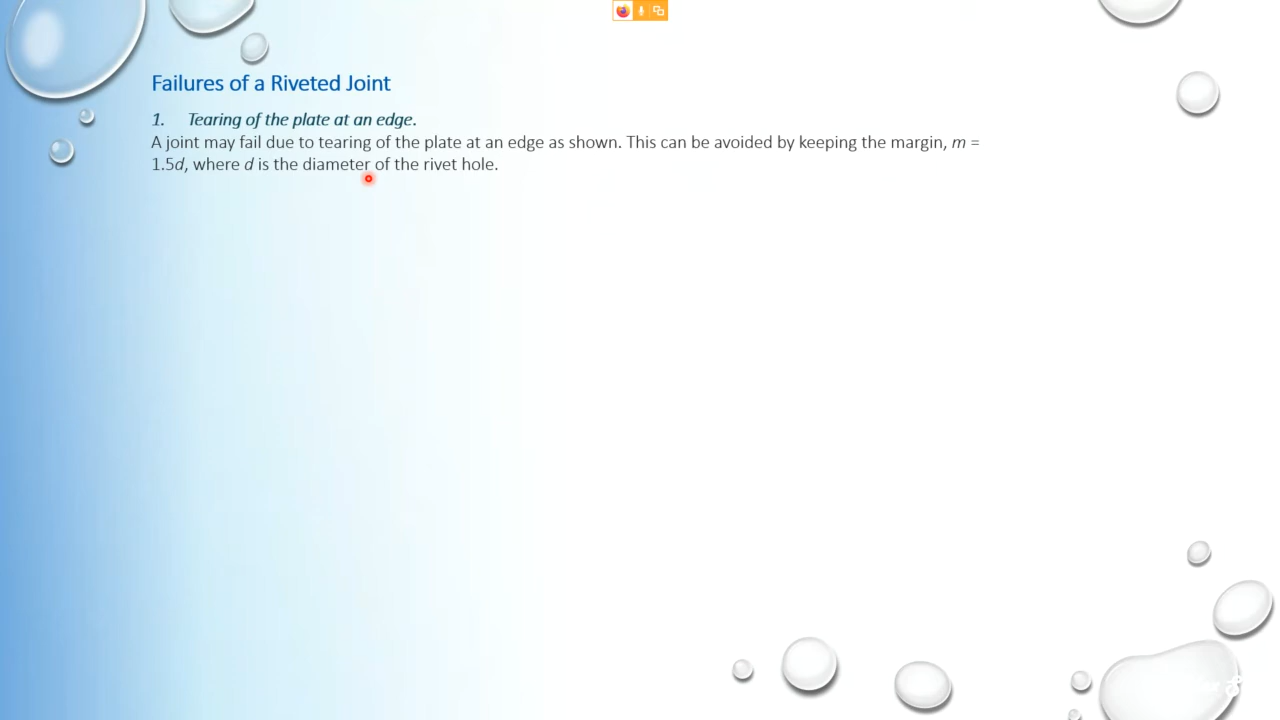 Failures of a Riveted Joint
1. Tearing of the plate at an edge.
A joint may fail due to tearing of the plate at an edge as shown. This can be avoided by keeping the margin, m =
1.5d, where d is the diameter of the rivet hole.